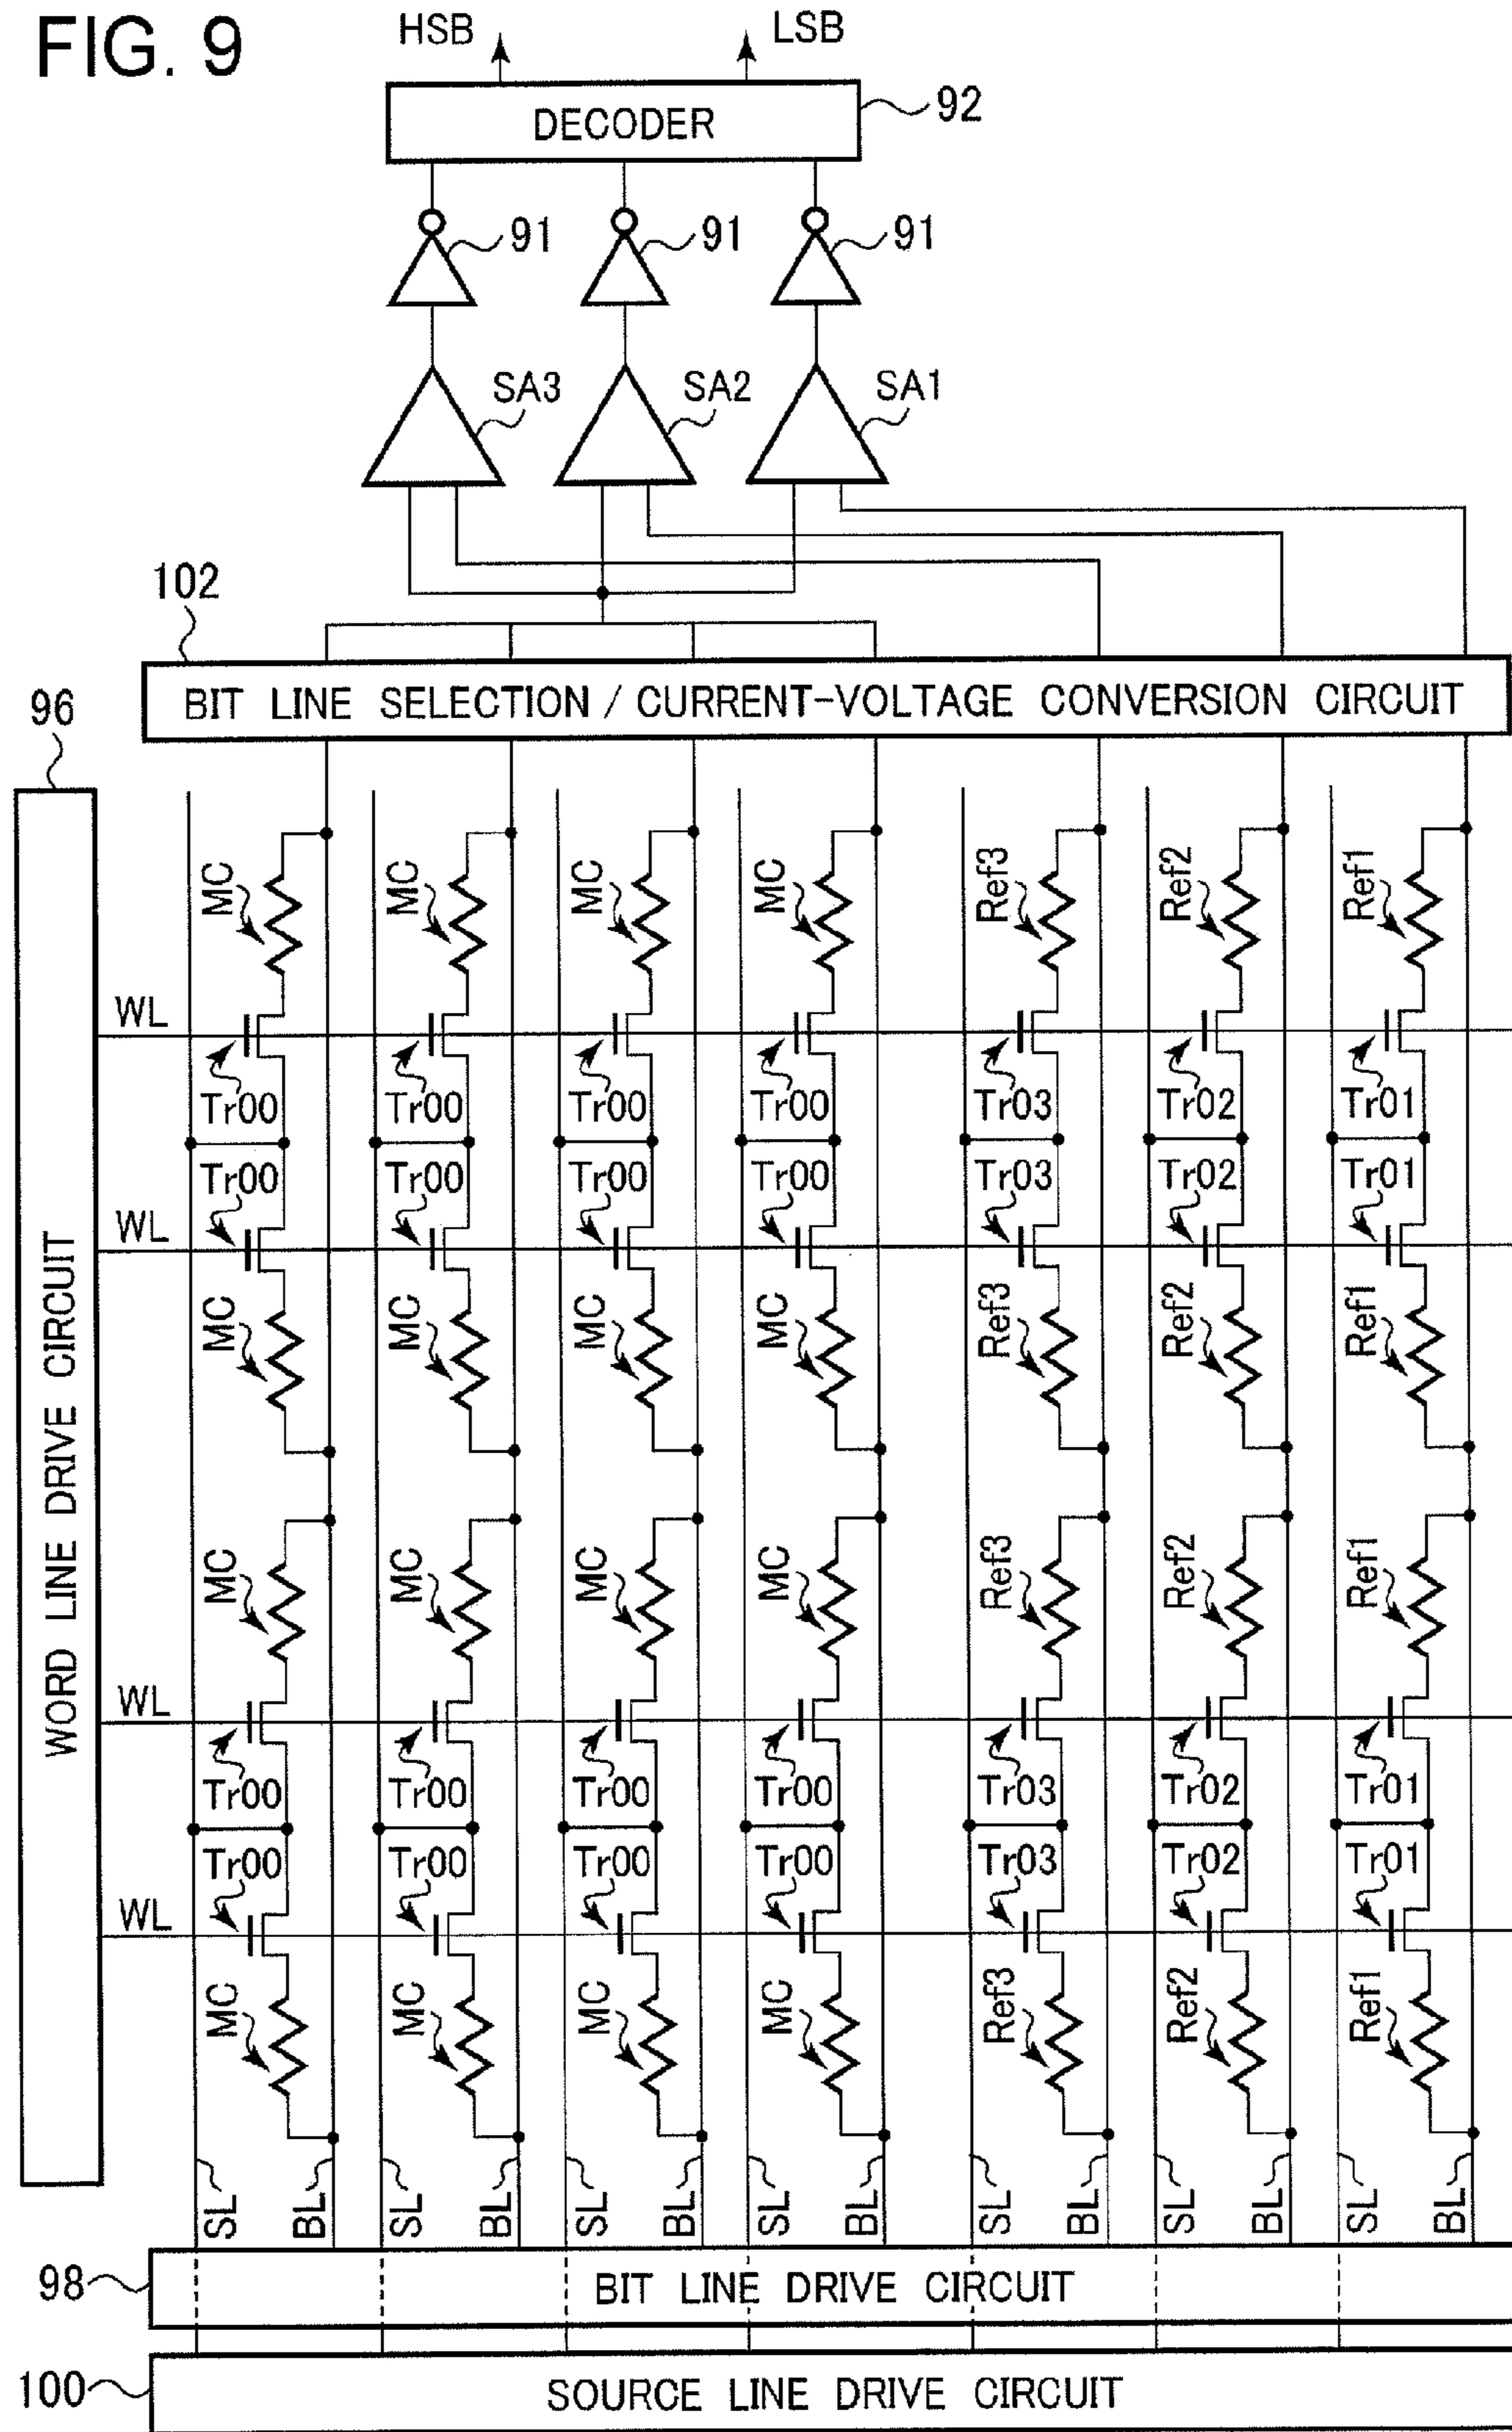 FIG. 9
HSB LSB
DECODER 92
91 91 91
SA3 SA2 SA1
102
BIT LINE SELECTION / CURRENT-VOLTAGE CONVERSION CIRCUIT
96
WORD LINE DRIVE CIRCUIT
MC MC MC MC Ref3 Ref2 Ref1
WL
Tr00 Tr00 Tr00 Tr00 Tr03 Tr02 Tr01
Tr00 Tr00 Tr00 Tr00 Tr03 Tr02 Tr01
WL
MC MC MC MC Ref3 Ref2 Ref1
MC MC MC MC Ref3 Ref2 Ref1
WL
Tr00 Tr00 Tr00 Tr00 Tr03 Tr02 Tr01
Tr00 Tr00 Tr00 Tr00 Tr03 Tr02 Tr01
WL
MC MC MC MC Ref3 Ref2 Ref1
SL BL SL BL SL BL SL BL SL BL SL BL SL BL
98 BIT LINE DRIVE CIRCUIT
100 SOURCE LINE DRIVE CIRCUIT